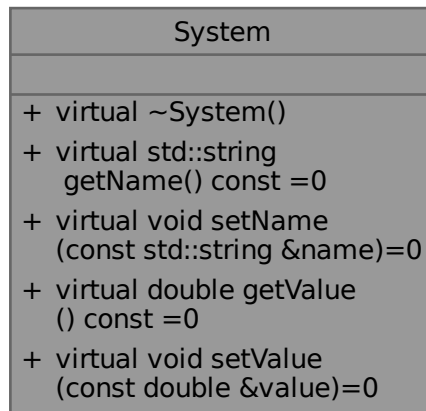 System
+ virtual ~System()
+ virtual std::string
getName() const =0
+ virtual void setName
(const std::string &name)=0
+ virtual double getValue
() const =0
+ virtual void setValue
(const double &value)=0